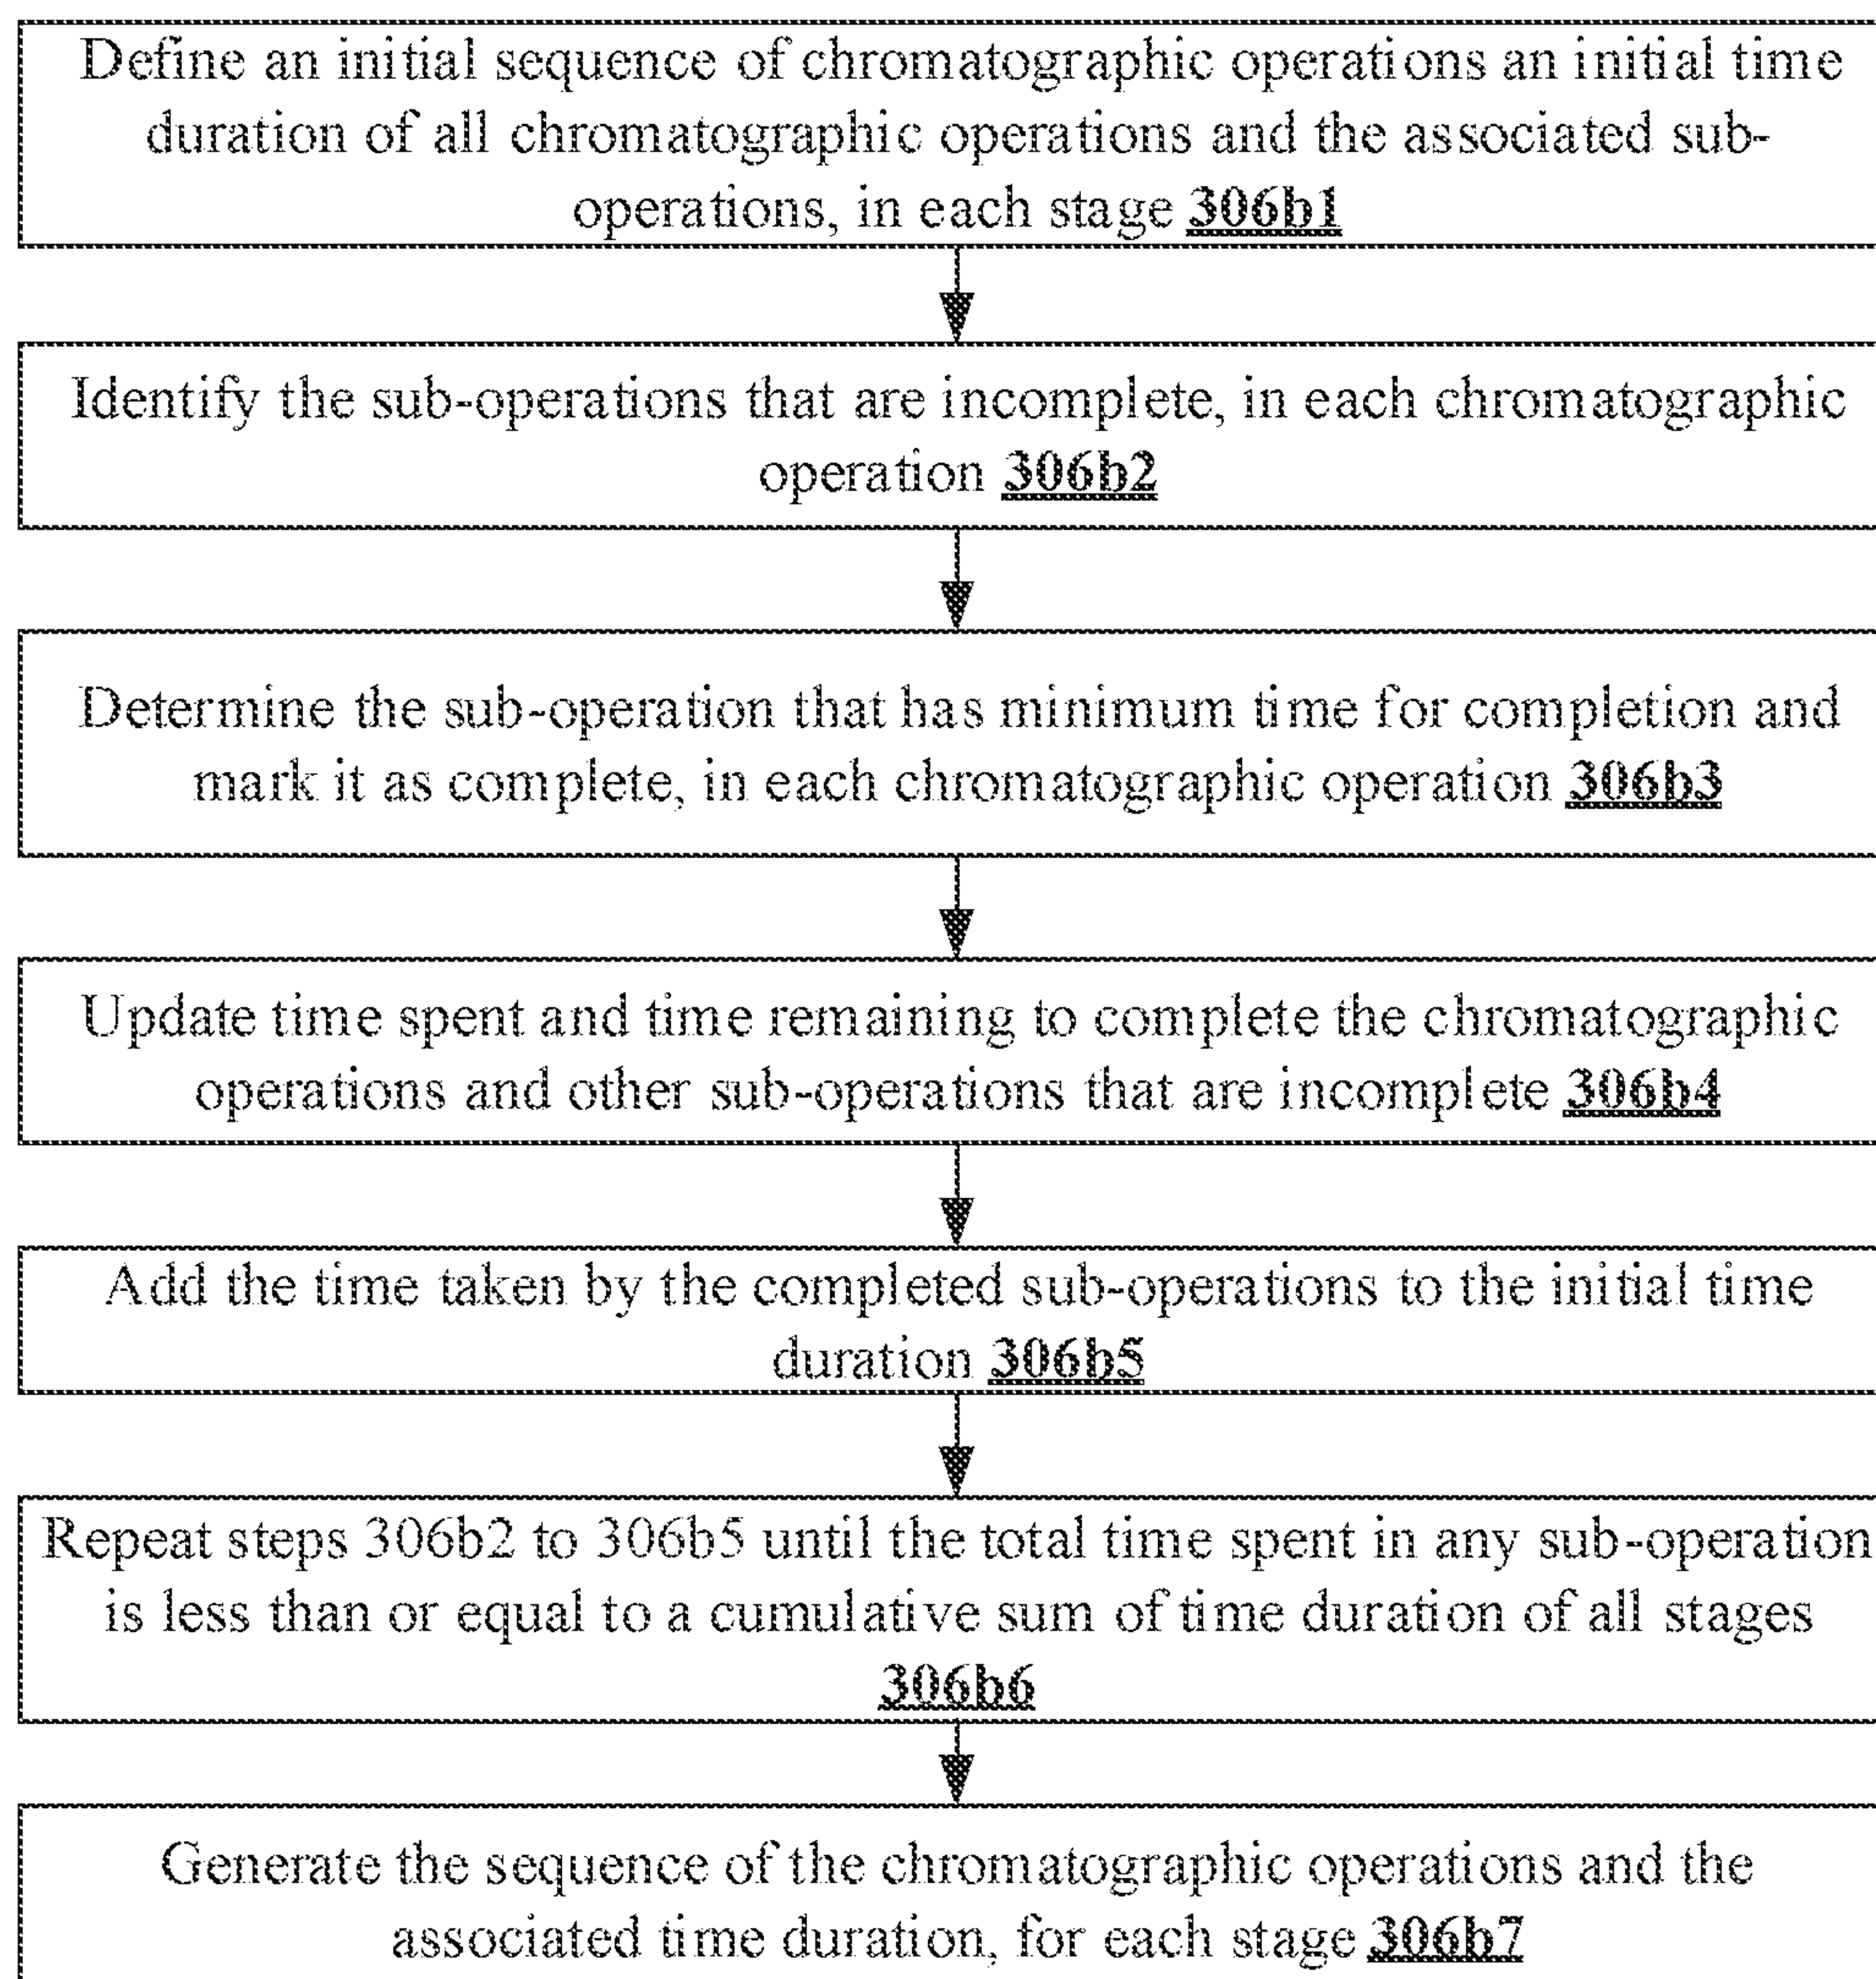 Define an initial sequence of chromatographic operations an initial time
duration of all chromatographic operations and the associated sub-
operations, in each stage 306b1
Identify the sub-operations that are incomplete, in each chromatographic
operation 306b2
Determine the sub-operation that has minimum time for completion and
mark it as complete, in each chromatographic operation 306b3
Update time spent and time remaining to complete the chromatographic
operations and other sub-operations that are incomplete 306b4
Add the time taken by the completed sub-operations to the initial time
duration 306b5
Repeat steps 306b2 to 306b5 until the total time spent in any sub-operation
is less than or equal to a cumulative sum of time duration of all stages
306b6
Generate the sequence of the chromatographic operations and the
associated time duration, for each stage 306b7